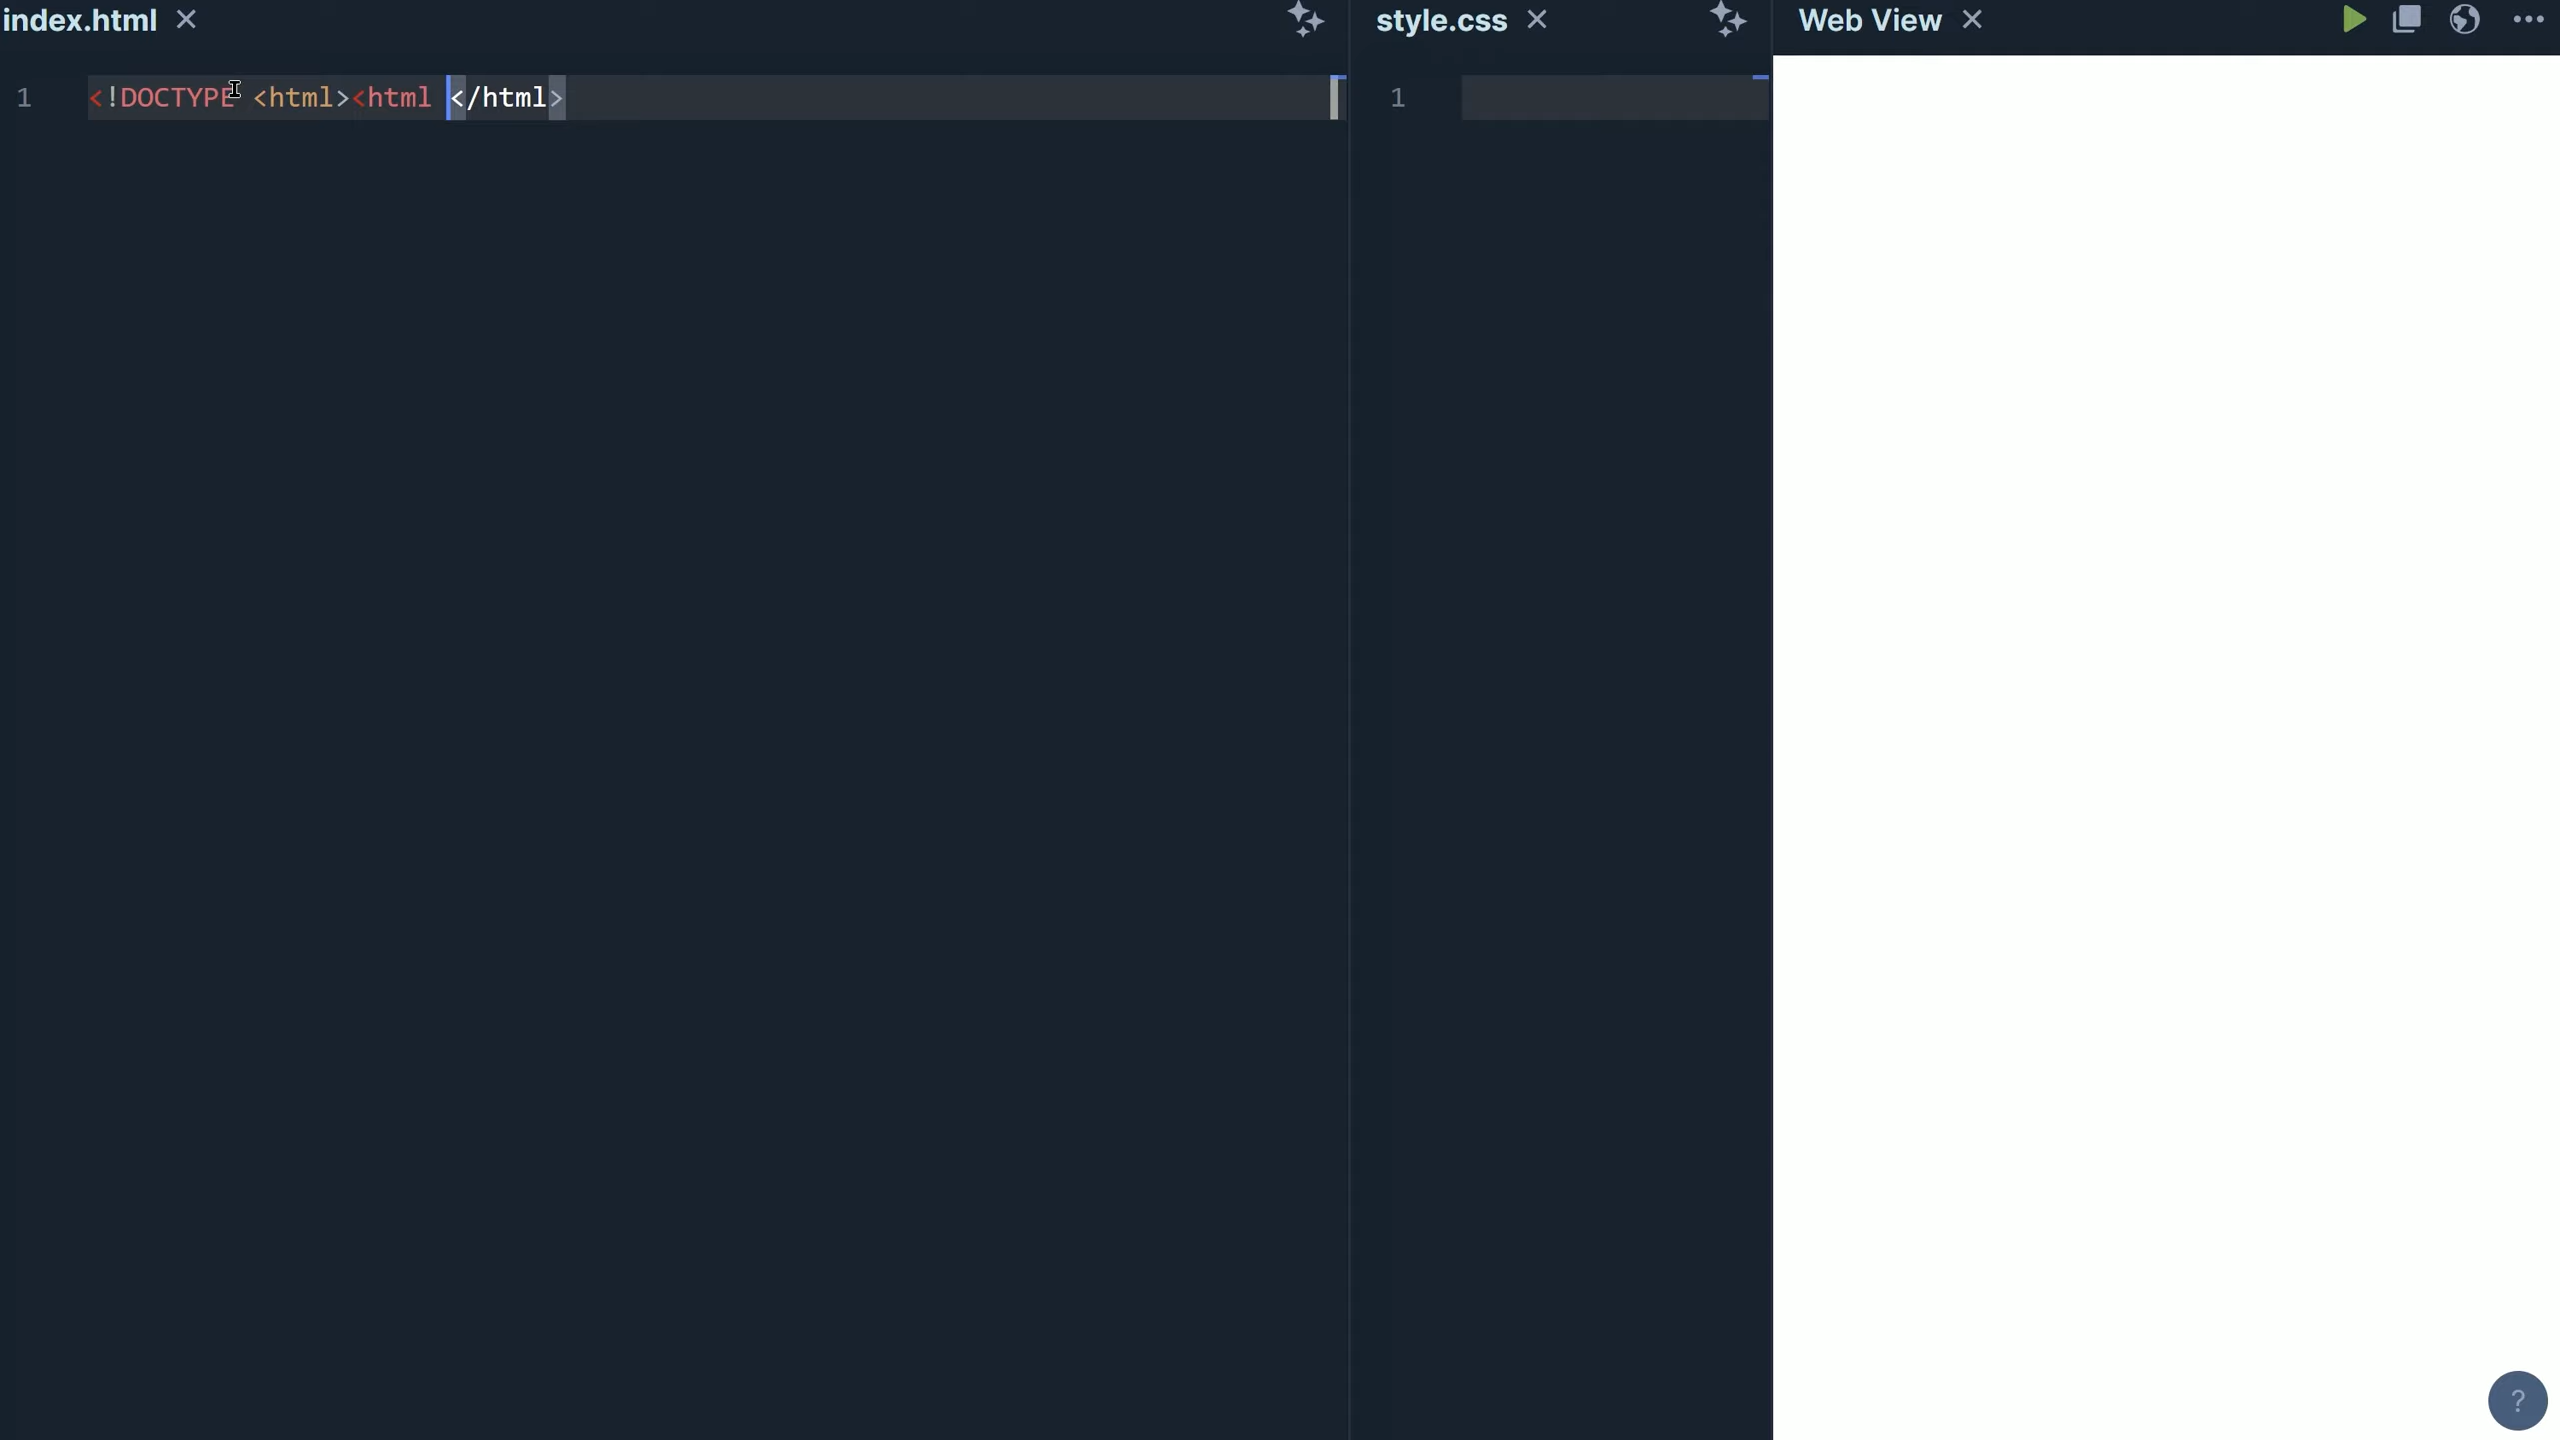 index.html
style.css
Web View
1 <!DOCTYPE <html><html </html>
1
?